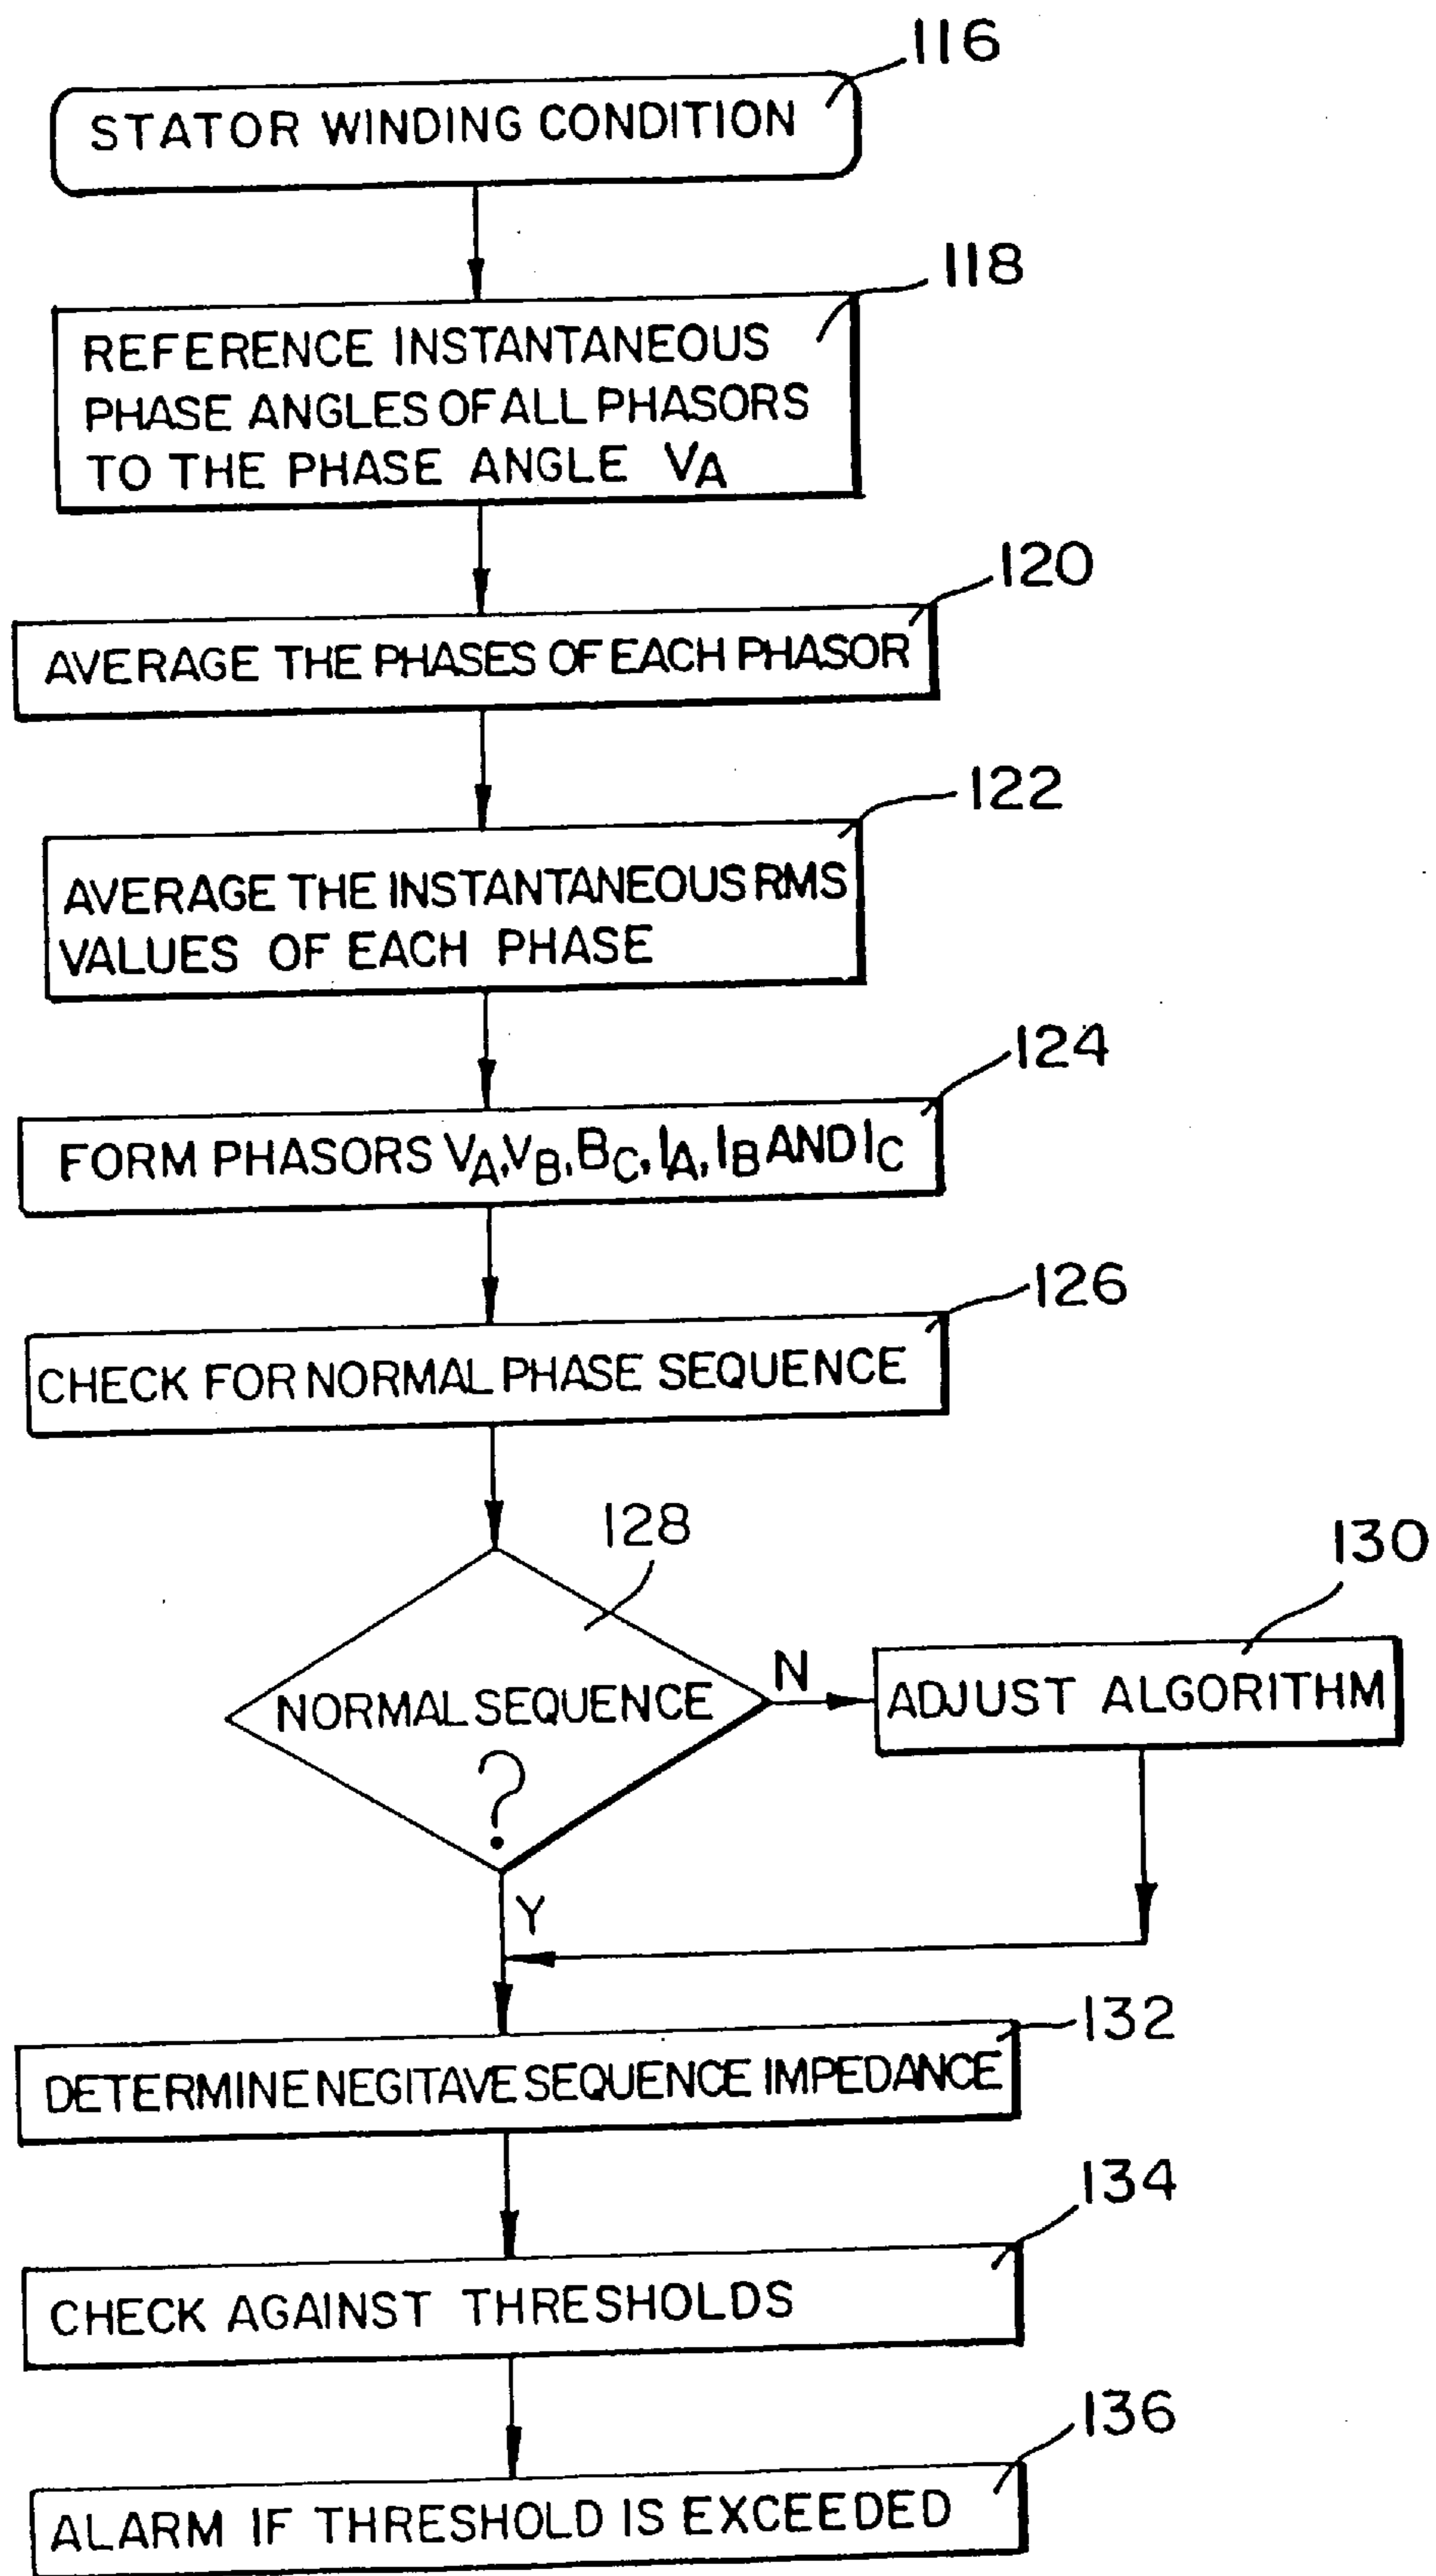 116
STATOR WINDING CONDITION
118
REFERENCE INSTANTANEOUS
PHASE ANGLES OF ALL PHASORS
TO THE PHASE ANGLE VA
120
AVERAGE THE PHASES OF EACH PHASOR
122
AVERAGE THE INSTANTANEOUS RMS
VALUES OF EACH PHASE
124
FORM PHASORS VA, VB, BC, IA, IB AND IC
126
CHECK FOR NORMAL PHASE SEQUENCE
128
NORMAL SEQUENCE
?
N
130
ADJUST ALGORITHM
Y
132
DETERMINE NEGITAVE SEQUENCE IMPEDANCE
134
CHECK AGAINST THRESHOLDS
136
ALARM IF THRESHOLD IS EXCEEDED